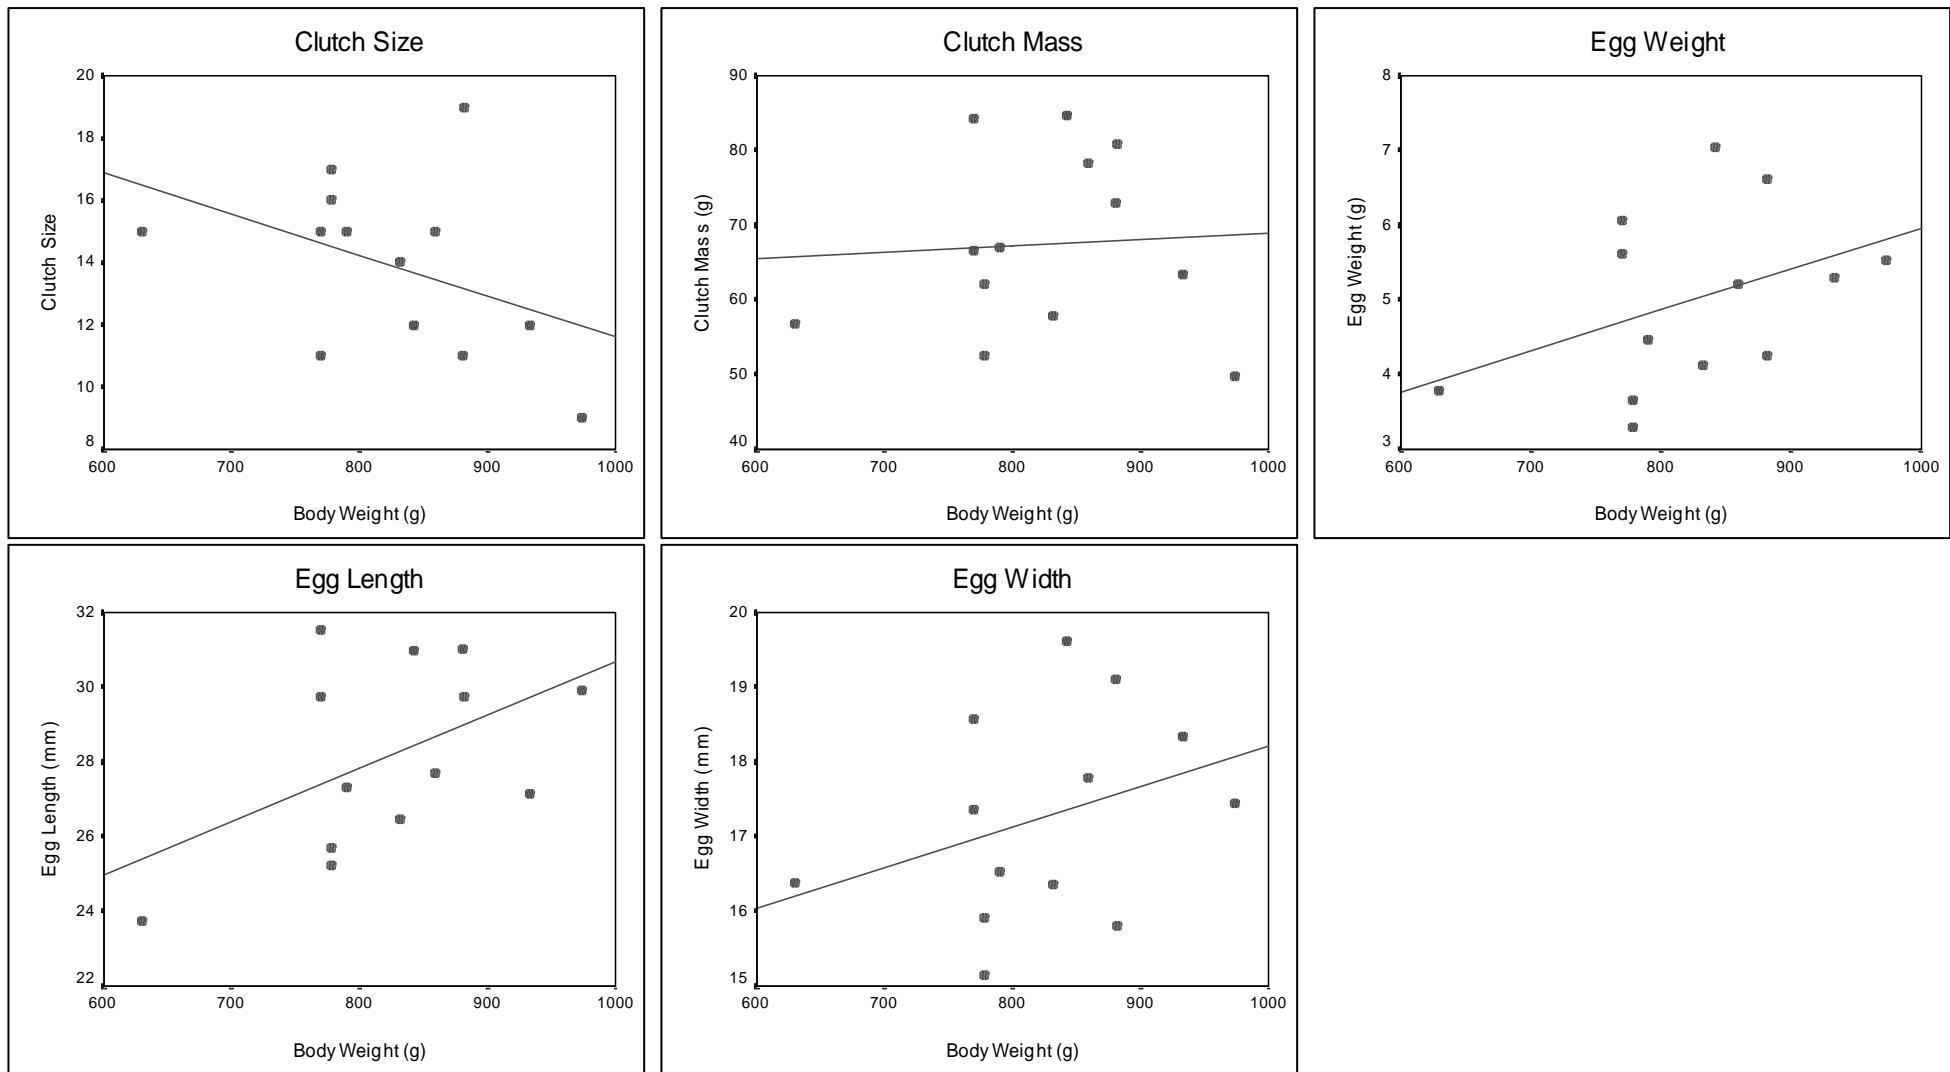 Clutch Size
20
18
16
14
12
10
8
Clutch Size
600 700 800 900 1000
Body Weight (g)
Clutch Mass
90
80
70
60
50
40
Clutch Mass (g)
600 700 800 900 1000
Body Weight (g)
Egg Weight
8
7
6
5
4
3
Egg Weight (g)
600 700 800 900 1000
Body Weight (g)
Egg Length
32
30
28
26
24
22
Egg Length (mm)
600 700 800 900 1000
Body Weight (g)
Egg Width
20
19
18
17
16
15
Egg Width (mm)
600 700 800 900 1000
Body Weight (g)